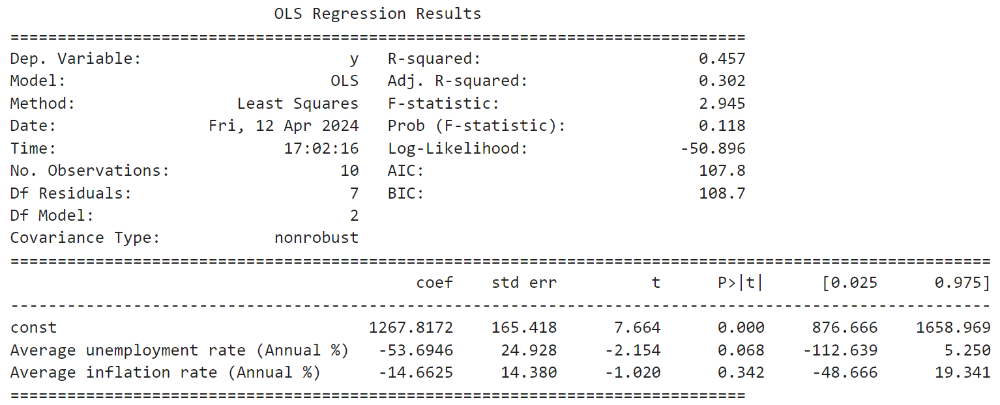 OLS Regression Results
==============================================================================
Dep. Variable:                      y   R-squared:                       0.457
Model:                            OLS   Adj. R-squared:                  0.302
Method:                 Least Squares   F-statistic:                     2.945
Date:                Fri, 12 Apr 2024   Prob (F-statistic):              0.118
Time:                        17:02:16   Log-Likelihood:                -50.896
No. Observations:                  10   AIC:                             107.8
Df Residuals:                       7   BIC:                             108.7
Df Model:                           2
Covariance Type:            nonrobust
========================================================================================================
                                           coef    std err          t      P>|t|      [0.025      0.975]
--------------------------------------------------------------------------------------------------------
const                                 1267.8172    165.418      7.664      0.000     876.666    1658.969
Average unemployment rate (Annual %)   -53.6946     24.928     -2.154      0.068    -112.639       5.250
Average inflation rate (Annual %)      -14.6625     14.380     -1.020      0.342     -48.666      19.341
==============================================================================